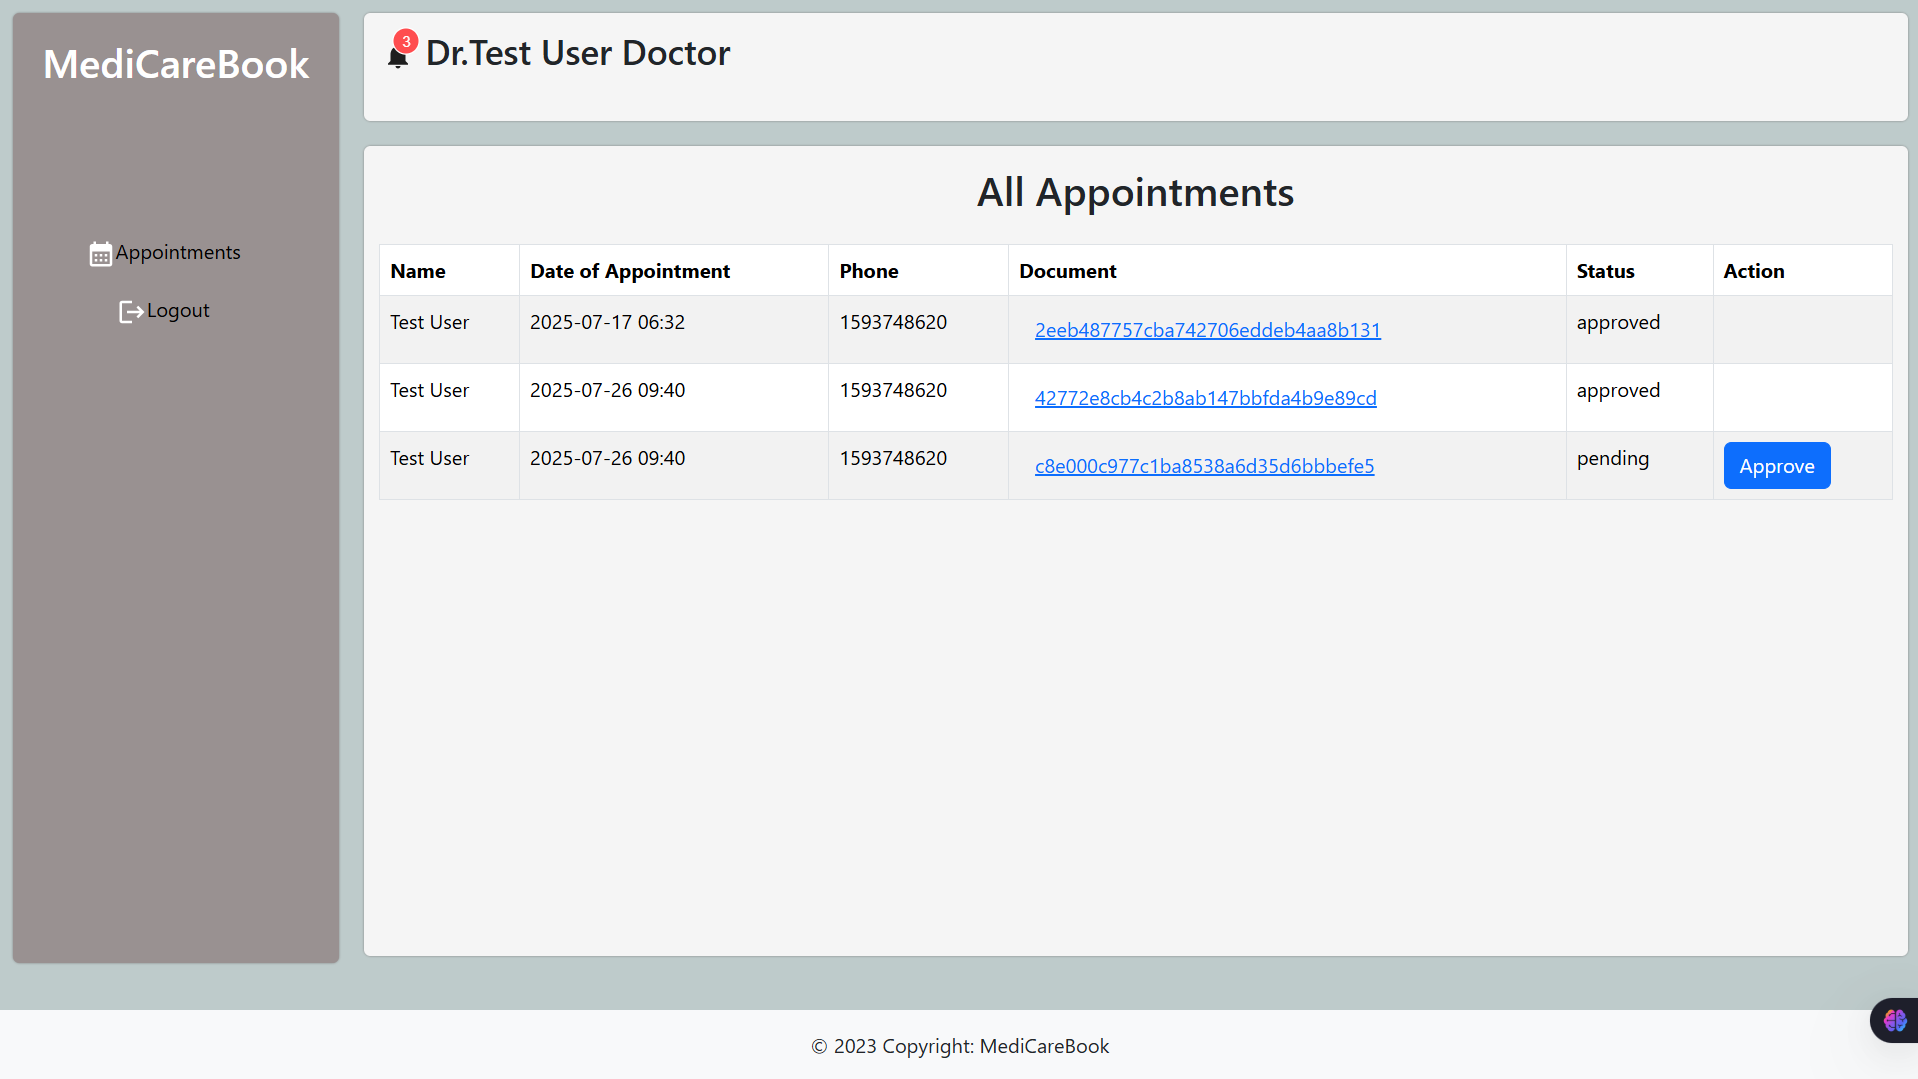 MediCareBook
Appointments
Logout
3
Dr.Test User Doctor
All Appointments
Name Date of Appointment Phone Document Status Action
Test User 2025-07-17 06:32 1593748620 2eeb487757cba742706eddeb4aa8b131 approved
Test User 2025-07-26 09:40 1593748620 42772e8cb4c2b8ab147bbfda4b9e89cd approved
Test User 2025-07-26 09:40 1593748620 c8e000c977c1ba8538a6d35d6bbbefe5 pending Approve
© 2023 Copyright: MediCareBook